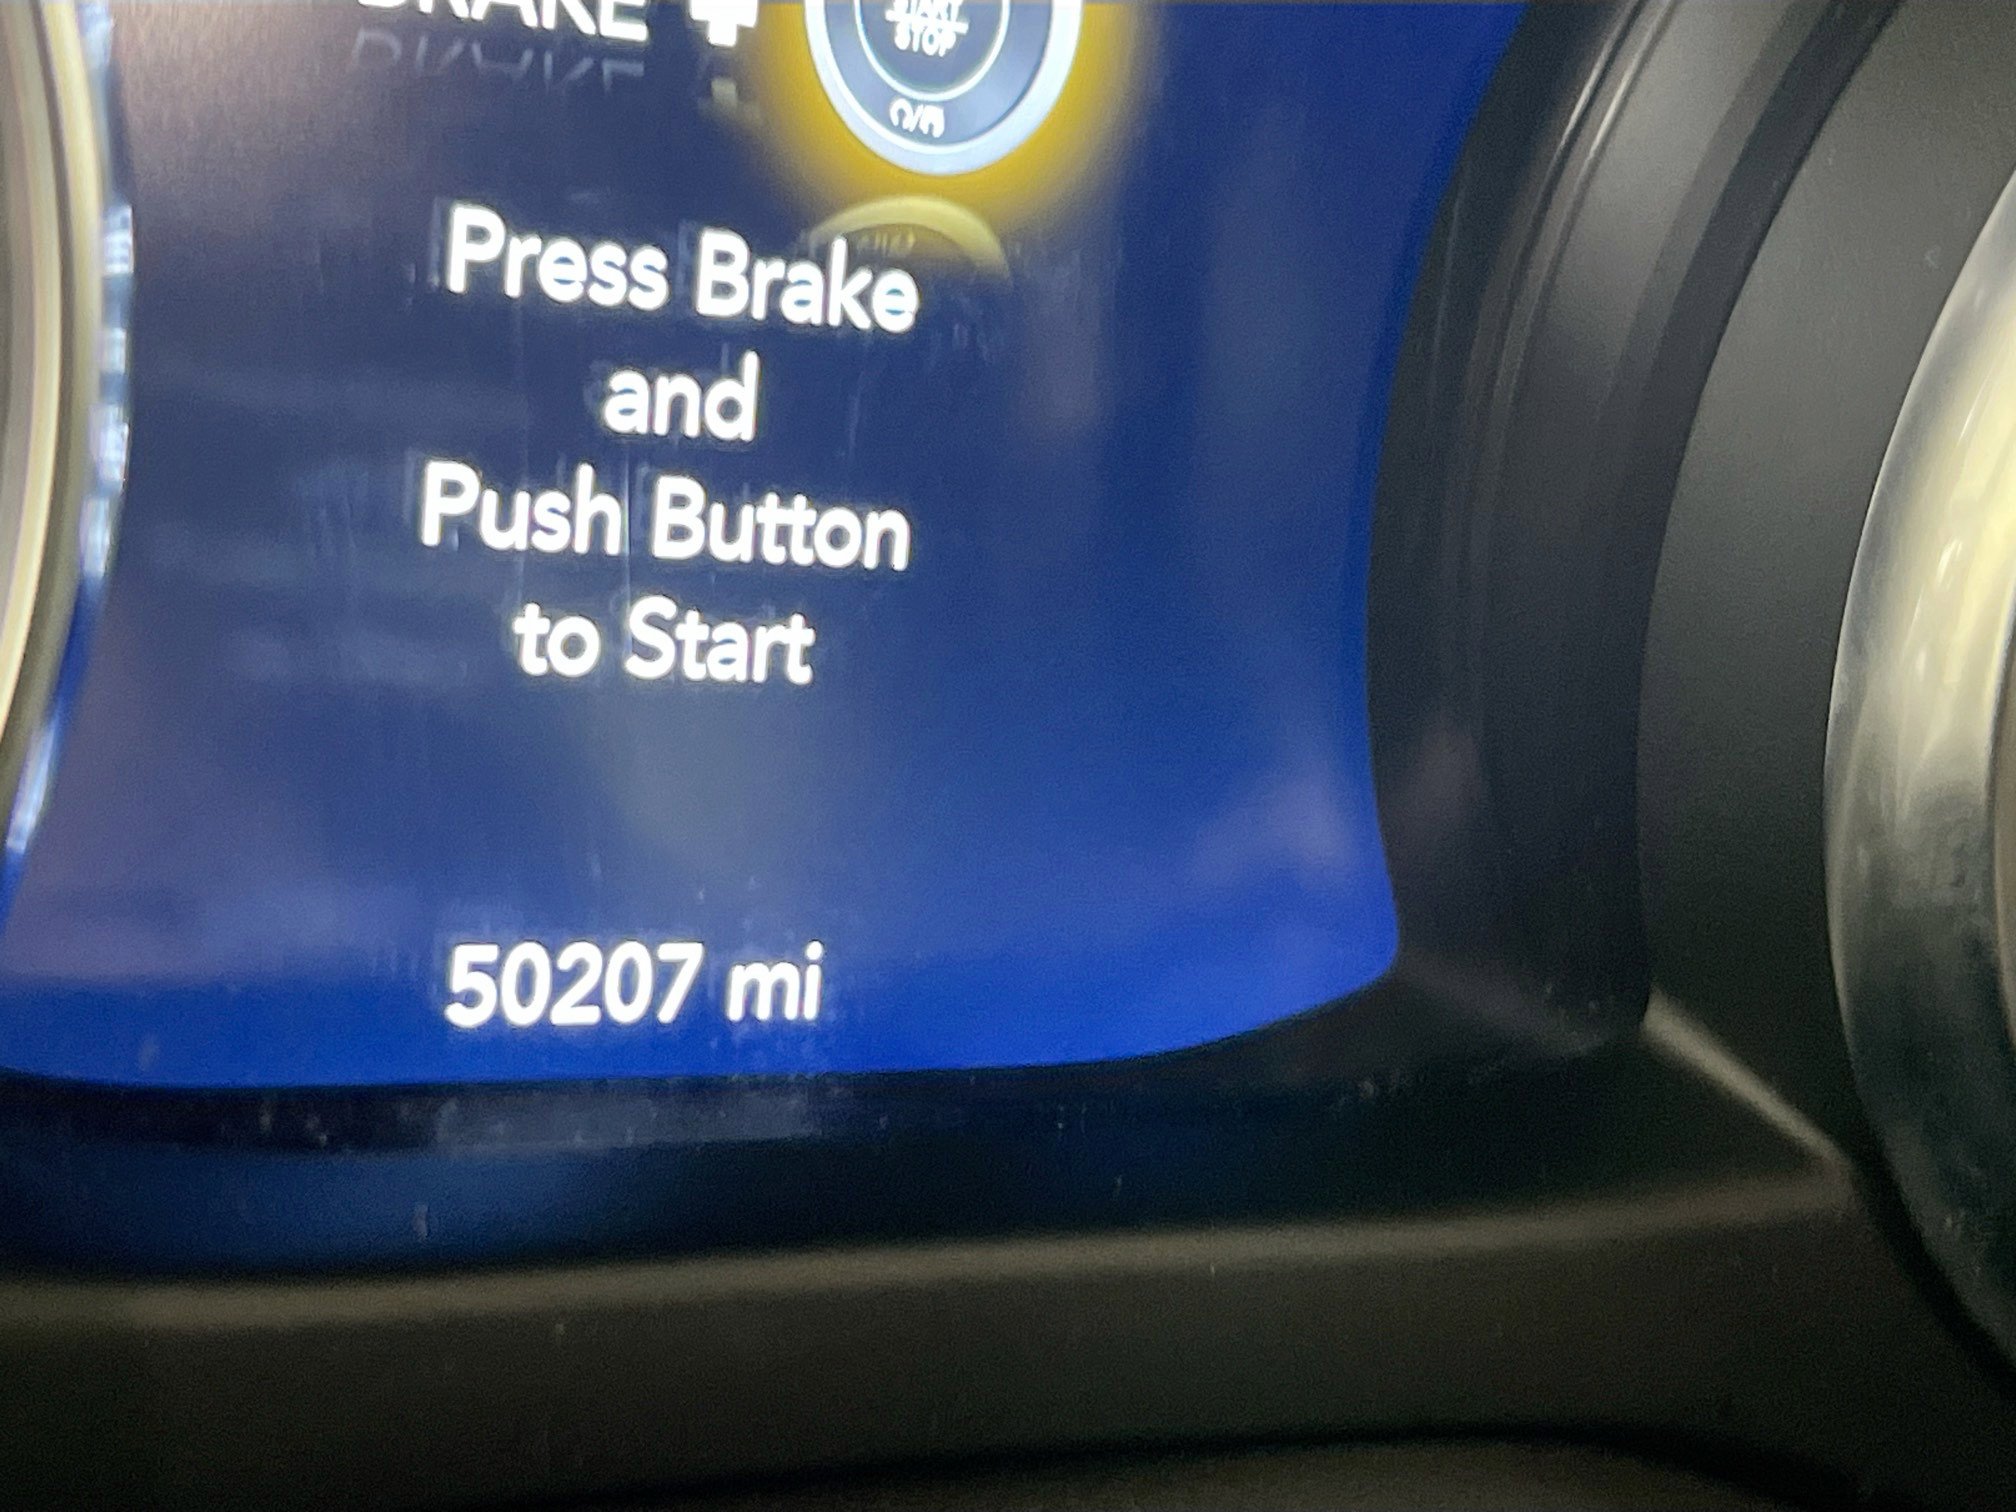 BRAKE +
START
STOP
Press Brake
and
Push Button
to Start
50207 mi